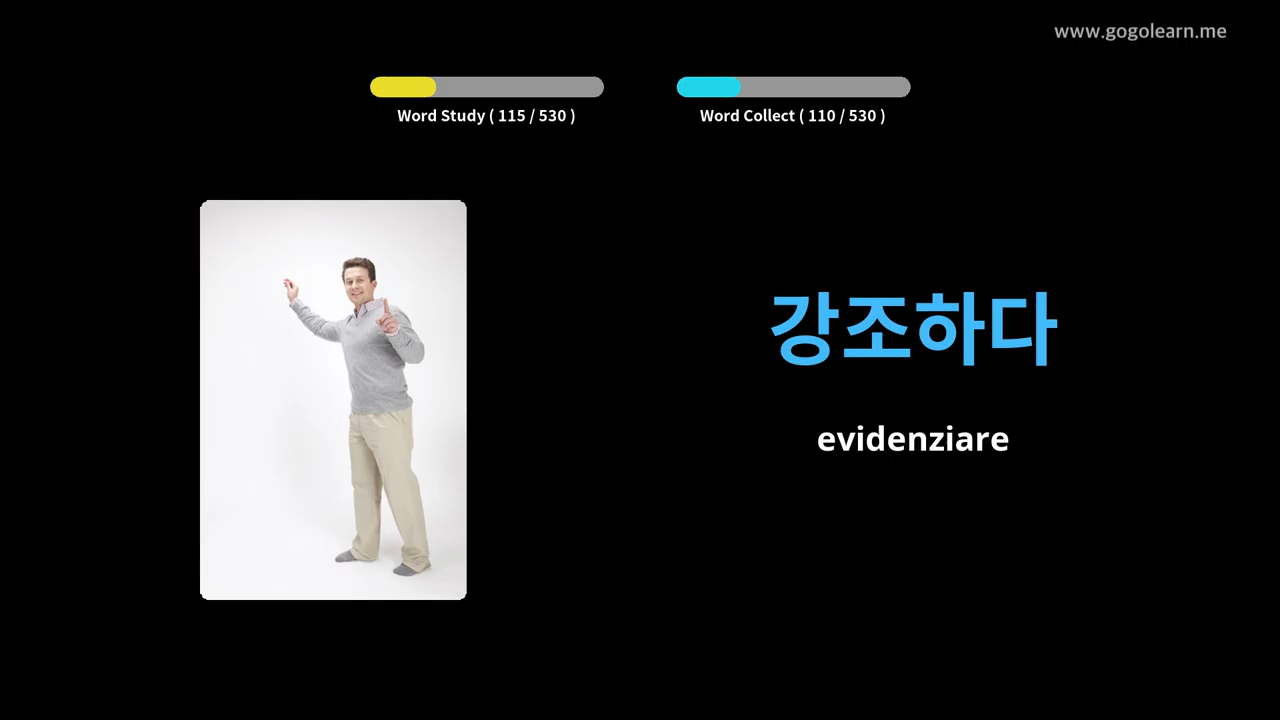 www.gogolearn.me
Word Study ( 115 / 530 )
Word Collect ( 110 / 530 )
강조하다
evidenziare